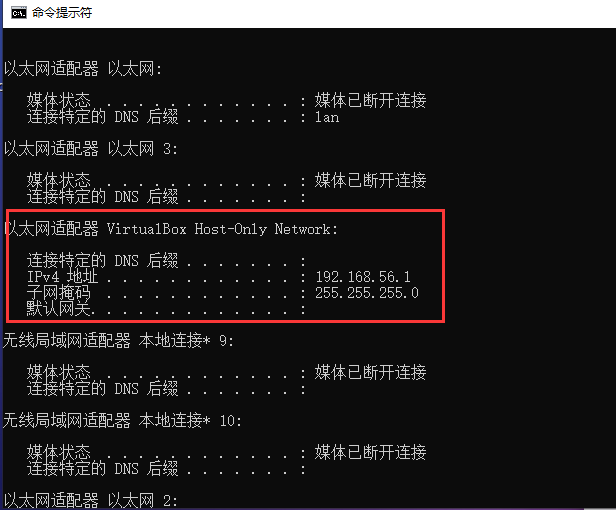 命令提示符
以太网适配器 以太网:
媒体状态 . . . . . . . . . . . . : 媒体已断开连接
连接特定的 DNS 后缀 . . . . . . . : lan
以太网适配器 以太网 3:
媒体状态 . . . . . . . . . . . . : 媒体已断开连接
连接特定的 DNS 后缀 . . . . . . . :
以太网适配器 VirtualBox Host-Only Network:
连接特定的 DNS 后缀 . . . . . . . :
IPv4 地址 . . . . . . . . . . . . : 192.168.56.1
子网掩码 . . . . . . . . . . . . : 255.255.255.0
默认网关. . . . . . . . . . . . . :
无线局域网适配器 本地连接* 9:
媒体状态 . . . . . . . . . . . . : 媒体已断开连接
连接特定的 DNS 后缀 . . . . . . . :
无线局域网适配器 本地连接* 10:
媒体状态 . . . . . . . . . . . . : 媒体已断开连接
连接特定的 DNS 后缀 . . . . . . . :
以太网适配器 以太网 2: